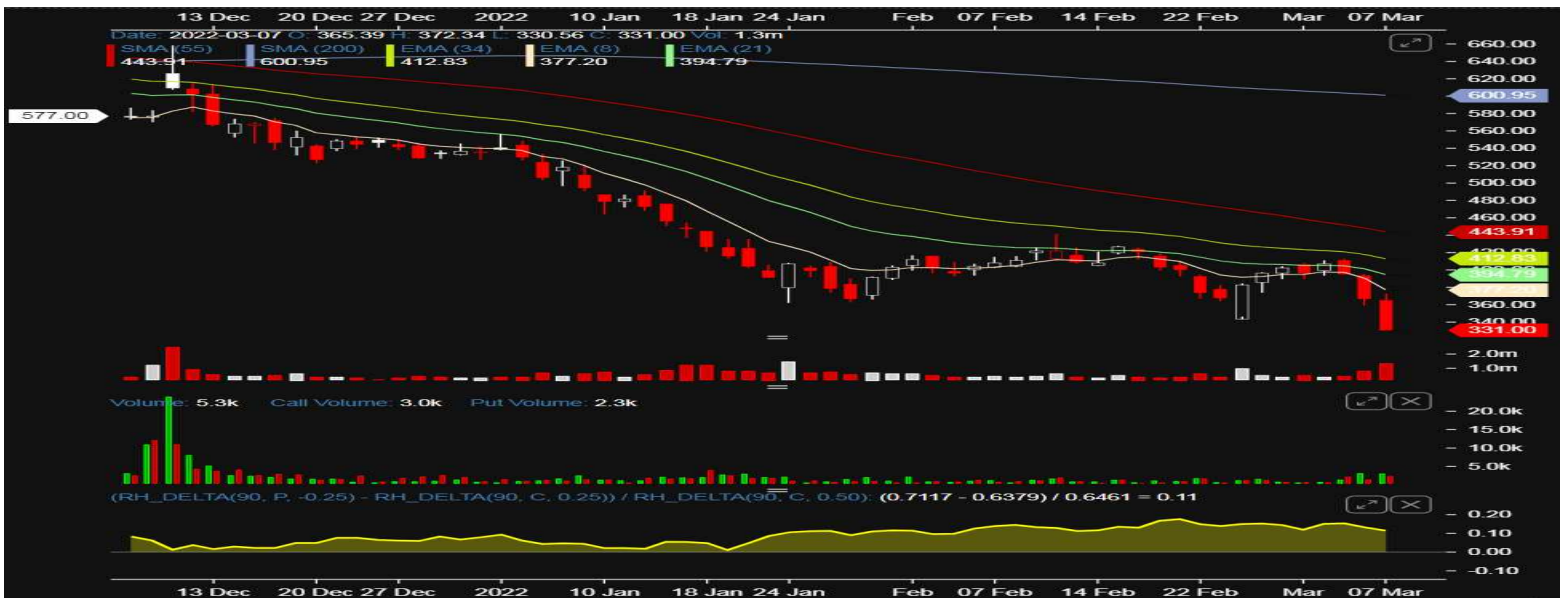 13 Dec 20 Dec 27 Dec 2022 10 Jan 18 Jan 24 Jan Feb 07 Feb 14 Feb 22 Feb Mar 07 Mar
Date: 2022-03-07 O: 365.39 H: 372.34 L: 330.56 C: 331.00 Vol: 1.3m
SMA (55) SMA (200) EMA (34) EMA (8) EMA (21)
443.91 600.95 412.83 377.20 394.79
660.00
640.00
620.00
600.95
577.00
580.00
560.00
540.00
520.00
500.00
480.00
460.00
443.91
420.00
412.83
394.79
377.20
360.00
340.00
331.00
2.0m
1.0m
Volume: 5.3k Call Volume: 3.0k Put Volume: 2.3k
20.0k
15.0k
10.0k
5.0k
(RH_DELTA(90, P, -0.25) - RH_DELTA(90, C, 0.25)) / RH_DELTA(90, C, 0.50): (0.7117 - 0.6379) / 0.6461 = 0.11
0.20
0.10
0.00
-0.10
13 Dec 20 Dec 27 Dec 2022 10 Jan 18 Jan 24 Jan Feb 07 Feb 14 Feb 22 Feb Mar 07 Mar